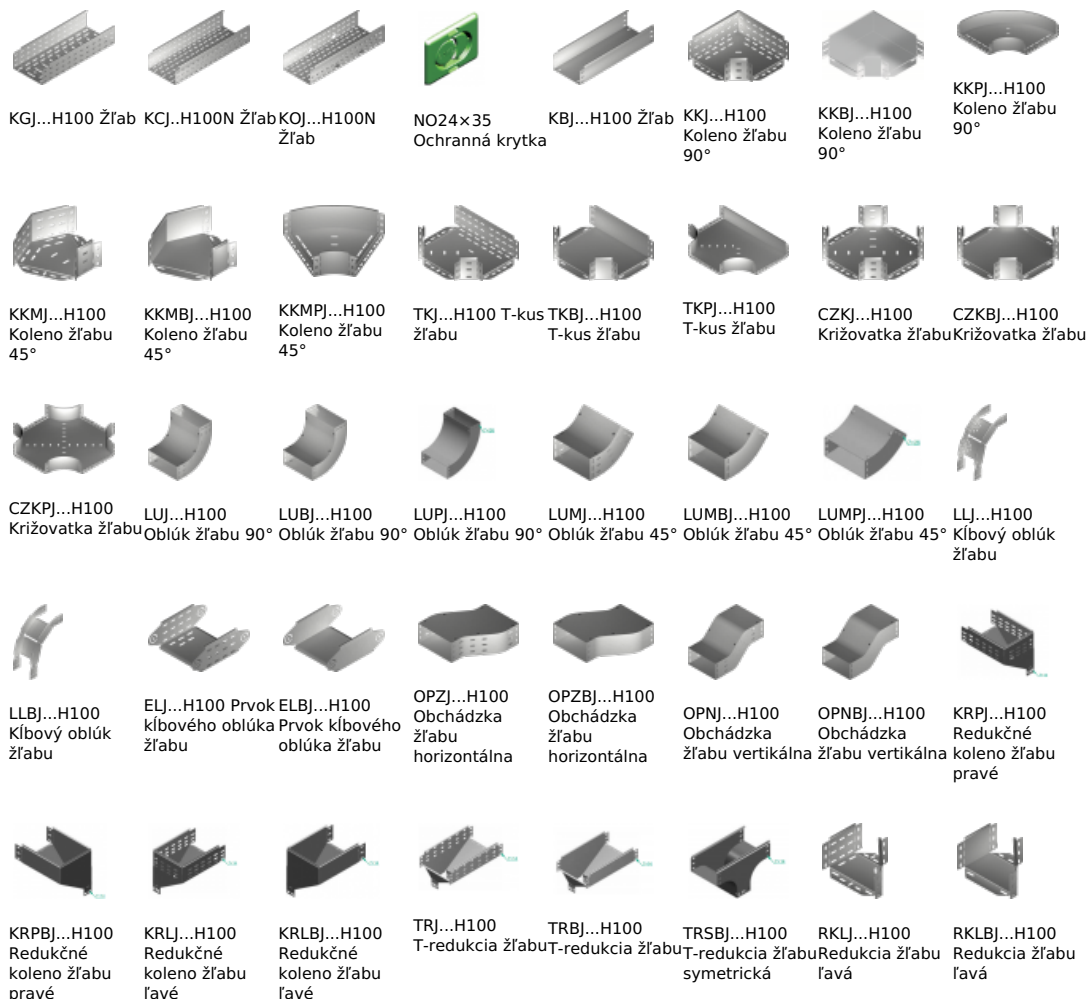 KGJ...H100 Žľab
KCJ..H100N Žľab
KOJ...H100N
Žľab
NO24×35
Ochranná krytka
KBJ...H100 Žľab
KKJ...H100
Koleno žľabu
90°
KKBJ...H100
Koleno žľabu
90°
KKPJ...H100
Koleno žľabu
90°
KKMJ...H100
Koleno žľabu
45°
KKMBJ...H100
Koleno žľabu
45°
KKMPJ...H100
Koleno žľabu
45°
TKJ...H100 T-kus
žľabu
TKBJ...H100
T-kus žľabu
TKPJ...H100
T-kus žľabu
CZKJ...H100
Križovatka žľabu
CZKBJ...H100
Križovatka žľabu
CZKPJ...H100
Križovatka žľabu
LUJ...H100
Oblúk žľabu 90°
LUBJ...H100
Oblúk žľabu 90°
LUPJ...H100
Oblúk žľabu 90°
LUMJ...H100
Oblúk žľabu 45°
LUMBJ...H100
Oblúk žľabu 45°
LUMPJ...H100
Oblúk žľabu 45°
LLJ...H100
Kĺbový oblúk
žľabu
LLBJ...H100
Kĺbový oblúk
žľabu
ELJ...H100 Prvok
kĺbového oblúka
žľabu
ELBJ...H100
Prvok kĺbového
oblúka žľabu
OPZJ...H100
Obchádzka
žľabu
horizontálna
OPZBJ...H100
Obchádzka
žľabu
horizontálna
OPNJ...H100
Obchádzka
žľabu vertikálna
OPNBJ...H100
Obchádzka
žľabu vertikálna
KRPJ...H100
Redukčné
koleno žľabu
pravé
KRPBJ...H100
Redukčné
koleno žľabu
pravé
KRLJ...H100
Redukčné
koleno žľabu
ľavé
KRLBJ...H100
Redukčné
koleno žľabu
ľavé
TRJ...H100
T-redukcia žľabu
TRBJ...H100
T-redukcia žľabu
TRSBJ...H100
T-redukcia žľabu
symetrická
RKLJ...H100
Redukcia žľabu
ľavá
RKLBJ...H100
Redukcia žľabu
ľavá